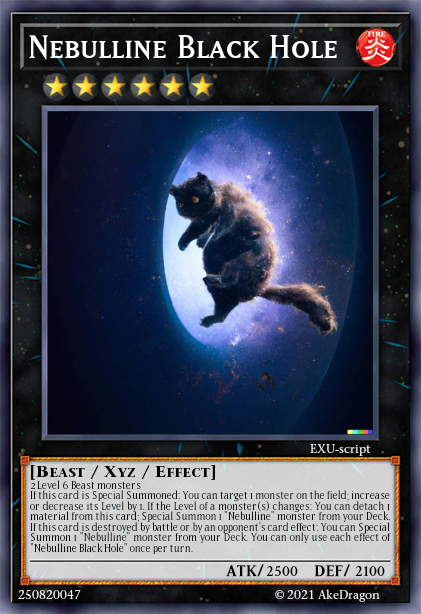 Nebulline Black Hole
FIRE
炎
EXU-script
[Beast / Xyz / Effect]
2 Level 6 Beast monsters
If this card is Special Summoned: You can target 1 monster on the field; increase
or decrease its Level by 1. If the Level of a monster(s) changes: You can detach 1
material from this card; Special Summon 1 "Nebulline" monster from your Deck.
If this card is destroyed by battle or by an opponent's card effect: You can Special
Summon 1 "Nebulline" monster from your Deck. You can only use each effect of
"Nebulline Black Hole" once per turn.
ATK/2500 DEF/2100
250820047 © 2021 AkeDragon